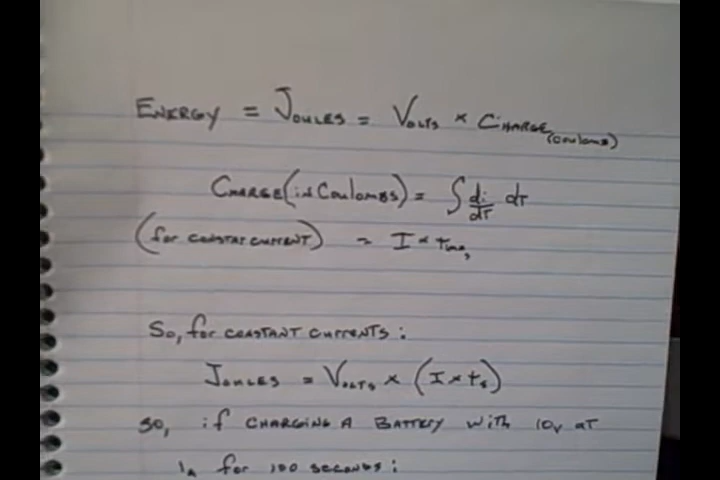 ENERGY = JOULES = VOLTS × CHARGE (COULOMBS)
CHARGE (in COULOMBS) = ∫ di/dt dt
(for CONSTANT CURRENT) = I × time,
So, for CONSTANT CURRENTS:
JOULES = VOLTS × (I × ts)
SO, if CHARGING A BATTERY WITH 10V AT
1A for 100 SECONDS: